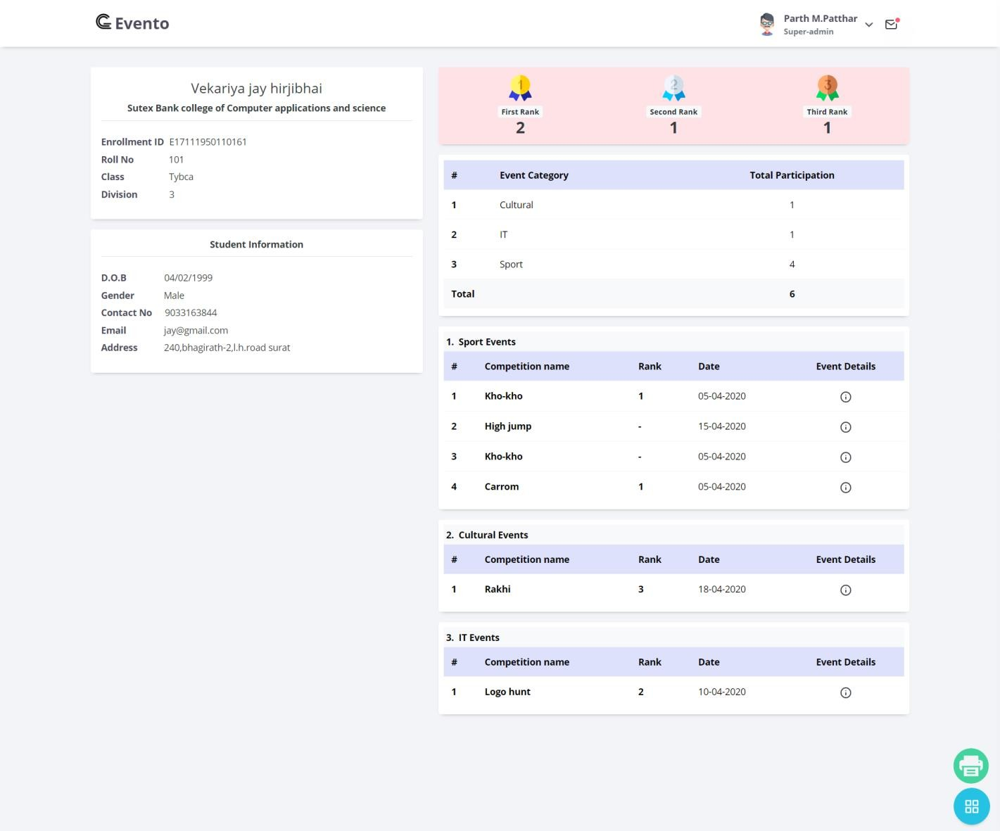 Evento
Parth M.Patthar
Super-admin
Vekariya jay hirjibhai
Sutex Bank college of Computer applications and science
Enrollment ID E17111950110161
Roll No 101
Class Tybca
Division 3
Student Information
D.O.B 04/02/1999
Gender Male
Contact No 9033163844
Email jay@gmail.com
Address 240,bhagirath-2,l.h.road surat
1 2 3
First Rank Second Rank Third Rank
2 1 1
# Event Category Total Participation
1 Cultural 1
2 IT 1
3 Sport 4
Total 6
1. Sport Events
# Competition name Rank Date Event Details
1 Kho-kho 1 05-04-2020
2 High jump - 15-04-2020
3 Kho-kho - 05-04-2020
4 Carrom 1 05-04-2020
2. Cultural Events
# Competition name Rank Date Event Details
1 Rakhi 3 18-04-2020
3. IT Events
# Competition name Rank Date Event Details
1 Logo hunt 2 10-04-2020